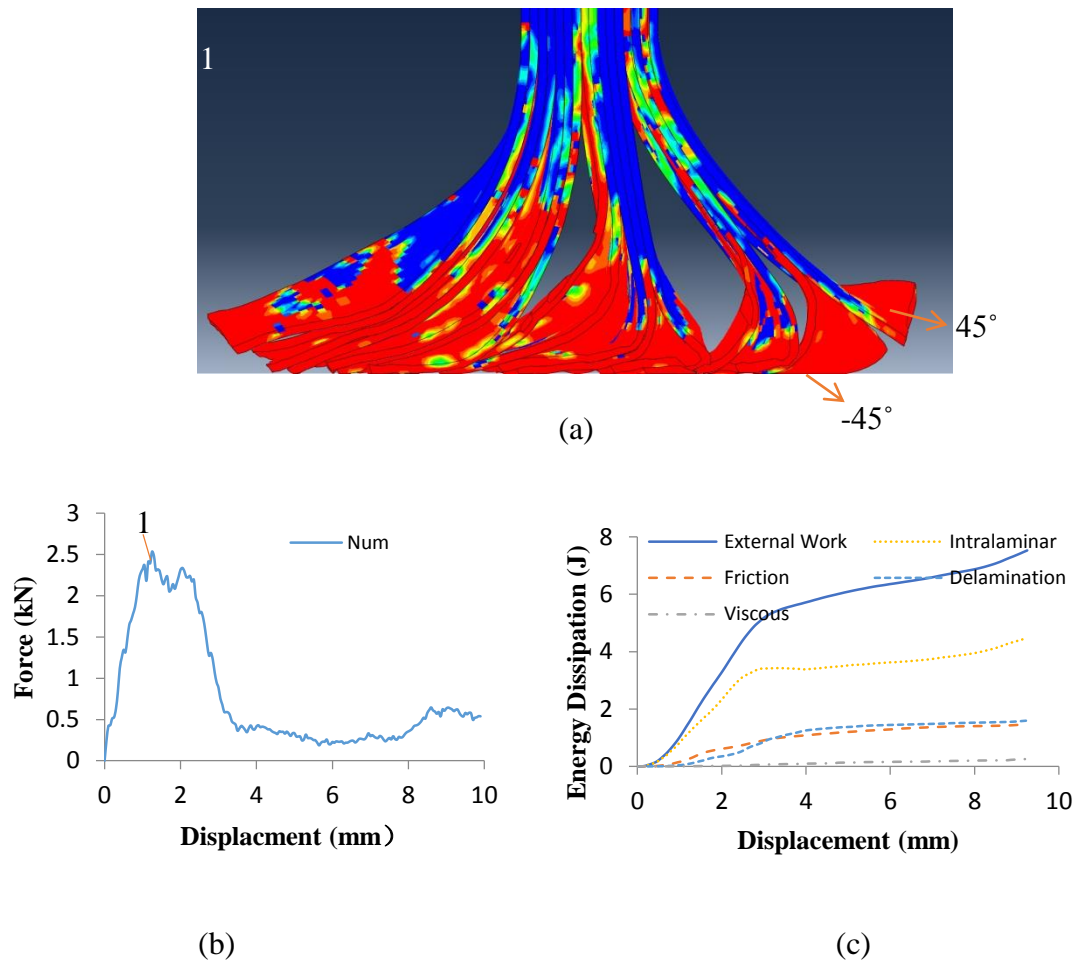 1
45˚
-45˚
(a)
3
2.5
2
1.5
1
0.5
0
0 2 4 6 8 10
Force (kN)
Displacment (mm）
1
Num
(b)
8
6
4
2
0
0 2 4 6 8 10
Energy Dissipation (J)
Displacement (mm)
External Work
Intralaminar
Friction
Delamination
Viscous
(c)